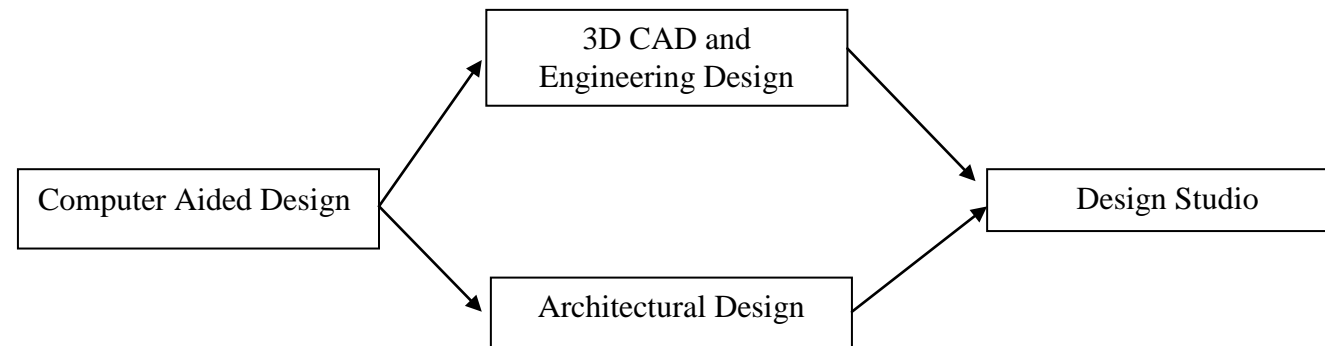 3D CAD and
Engineering Design
Computer Aided Design
Design Studio
Architectural Design